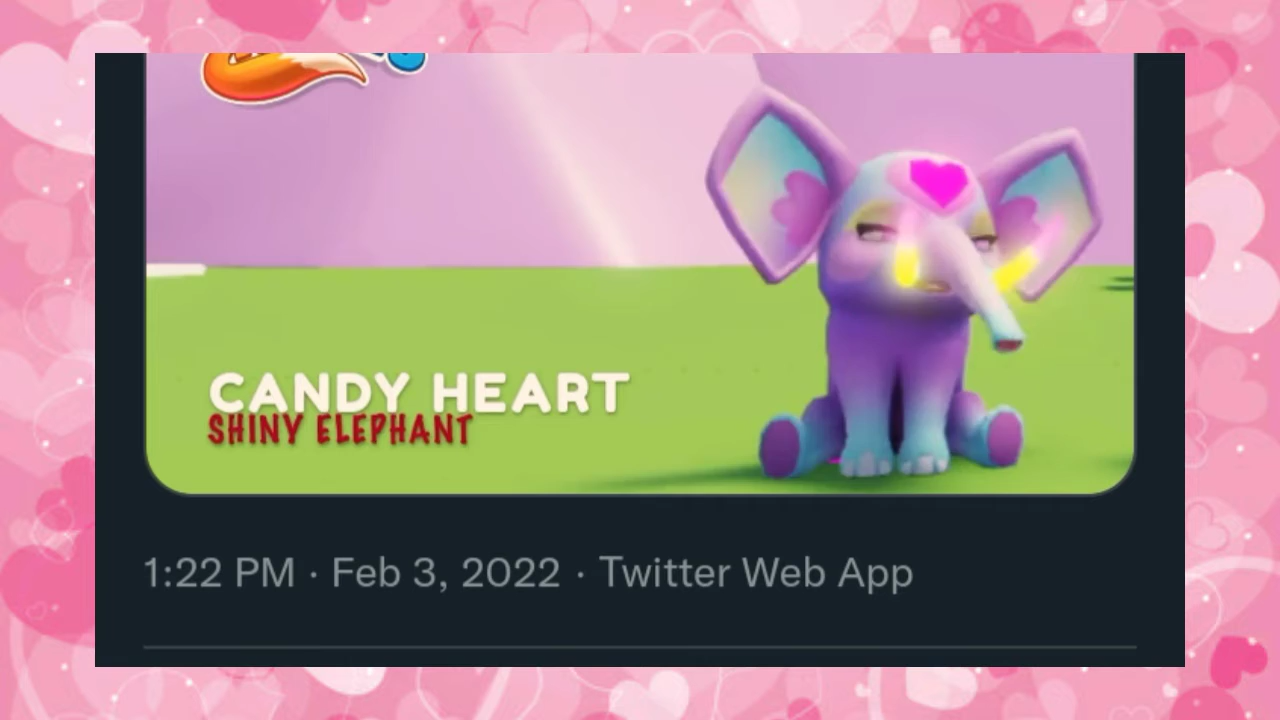 CANDY HEART
SHINY ELEPHANT
1:22 PM · Feb 3, 2022 · Twitter Web App